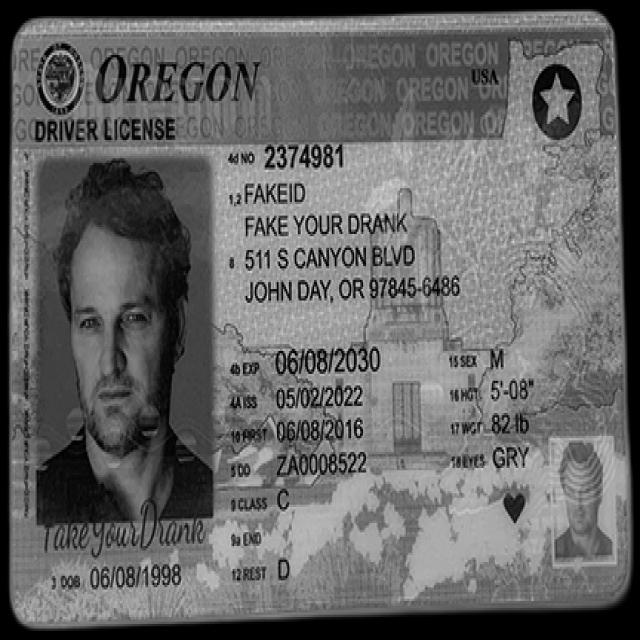 OREGON
USA
DRIVER LICENSE
4d NO 2374981
1,2 FAKEID
FAKE YOUR DRANK
8 511 S CANYON BLVD
JOHN DAY, OR 97845-6486
4b EXP 06/08/2030
15 SEX M
4A ISS 05/02/2022
16 HGT 5'-08"
10 FIRST 06/08/2016
17 WGT 82 lb
5 DD ZA0008522
18 EYES GRY
9 CLASS C
9a END
FakeYourDrank
3 DOB 06/08/1998
12 REST D